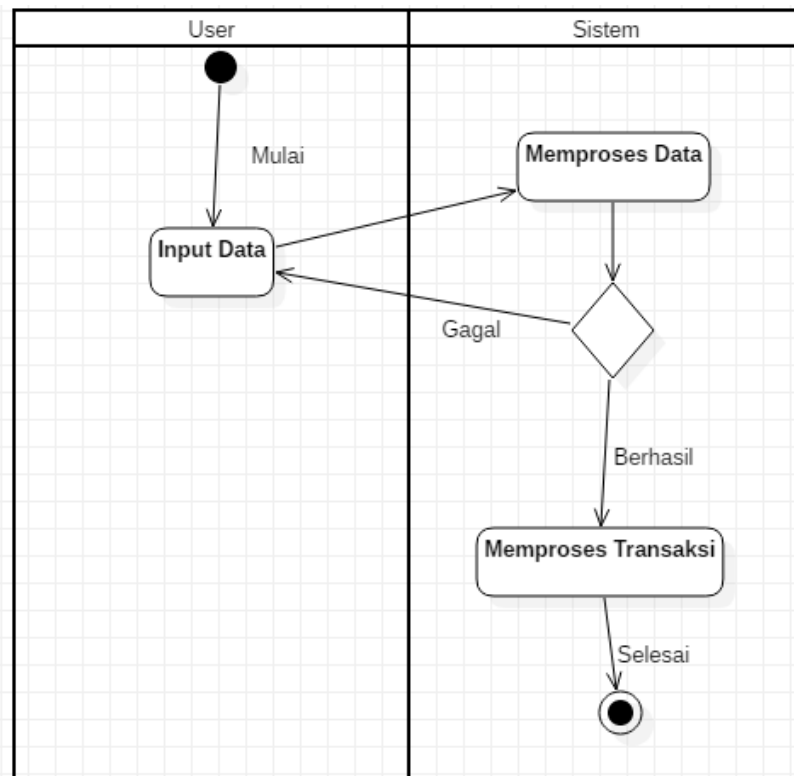 User
Sistem
Mulai
Memproses Data
Input Data
Gagal
Berhasil
Memproses Transaksi
Selesai